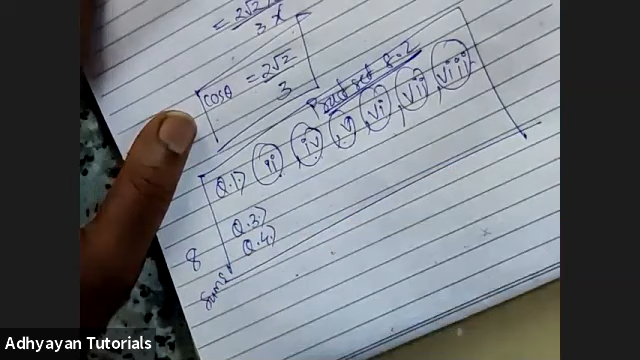 = 2√2 x / 3 x
cosθ = 2√2 / 3
Pract set 8.2
Q.1) ii, iv, v, vi, vii, viii
Q.3)
Q.4)
8 Sums
Adhyayan Tutorials